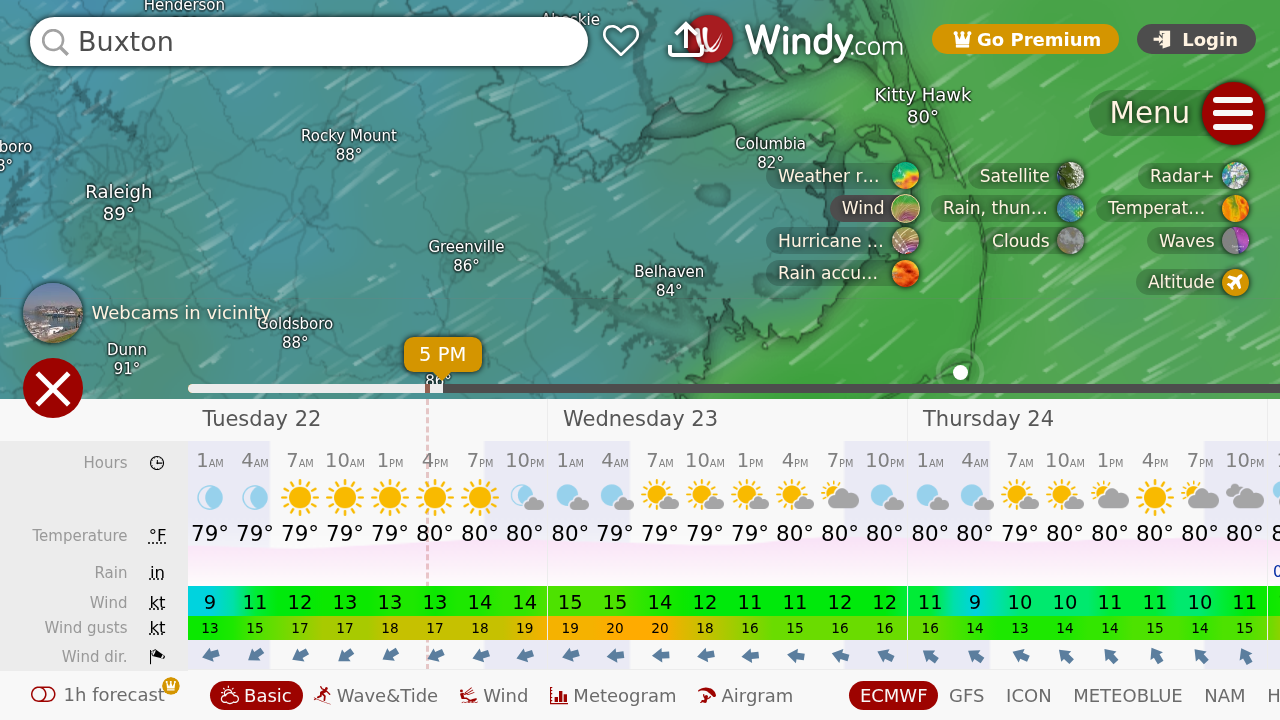 Henderson
Buxton
Windy.com
Go Premium
Login
Kitty Hawk
80°
Menu
Rocky Mount
88°
Columbia
82°
Raleigh
89°
Weather r...
Satellite
Radar+
Wind
Rain, thun...
Temperat...
Hurricane ...
Clouds
Waves
Rain accu...
Altitude
Greenville
86°
Belhaven
84°
Webcams in vicinity
Goldsboro
88°
Dunn
91°
5 PM
86°
Tuesday 22
Wednesday 23
Thursday 24
Hours 1AM 4AM 7AM 10AM 1PM 4PM 7PM 10PM 1AM 4AM 7AM 10AM 1PM 4PM 7PM 10PM 1AM 4AM 7AM 10AM 1PM 4PM 7PM 10PM
Temperature °F 79° 79° 79° 79° 79° 80° 80° 80° 80° 79° 79° 79° 79° 80° 80° 80° 80° 80° 79° 80° 80° 80° 80° 80°
Rain in
Wind kt 9 11 12 13 13 13 14 14 15 15 14 12 11 11 12 12 11 9 10 10 11 11 10 11
Wind gusts kt 13 15 17 17 18 17 18 19 19 20 20 18 16 15 16 16 16 14 13 14 14 15 14 15
Wind dir.
1h forecast
Basic
Wave&Tide
Wind
Meteogram
Airgram
ECMWF
GFS
ICON
METEOBLUE
NAM